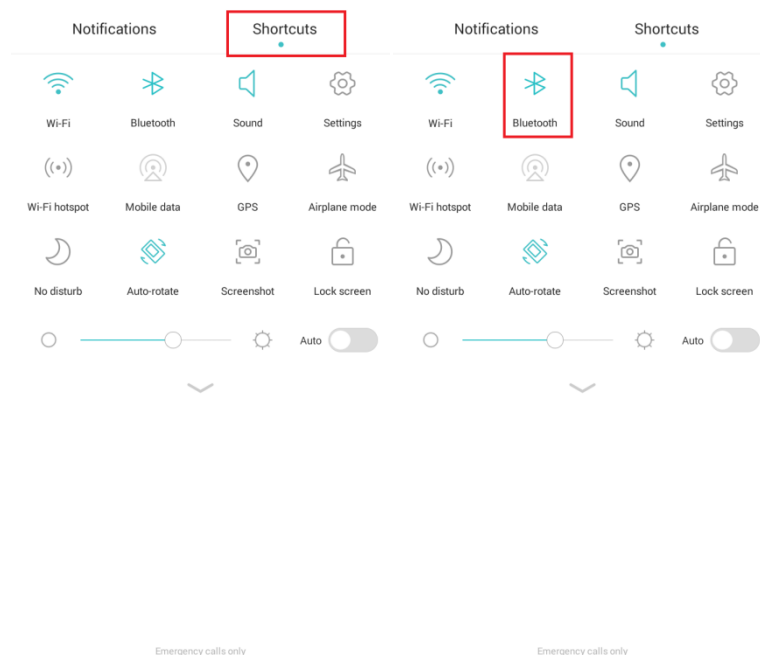 Notifications Shortcuts
Wi-Fi Bluetooth Sound Settings
Wi-Fi hotspot Mobile data GPS Airplane mode
No disturb Auto-rotate Screenshot Lock screen
Auto
Emergency calls only
Notifications Shortcuts
Wi-Fi Bluetooth Sound Settings
Wi-Fi hotspot Mobile data GPS Airplane mode
No disturb Auto-rotate Screenshot Lock screen
Auto
Emergency calls only